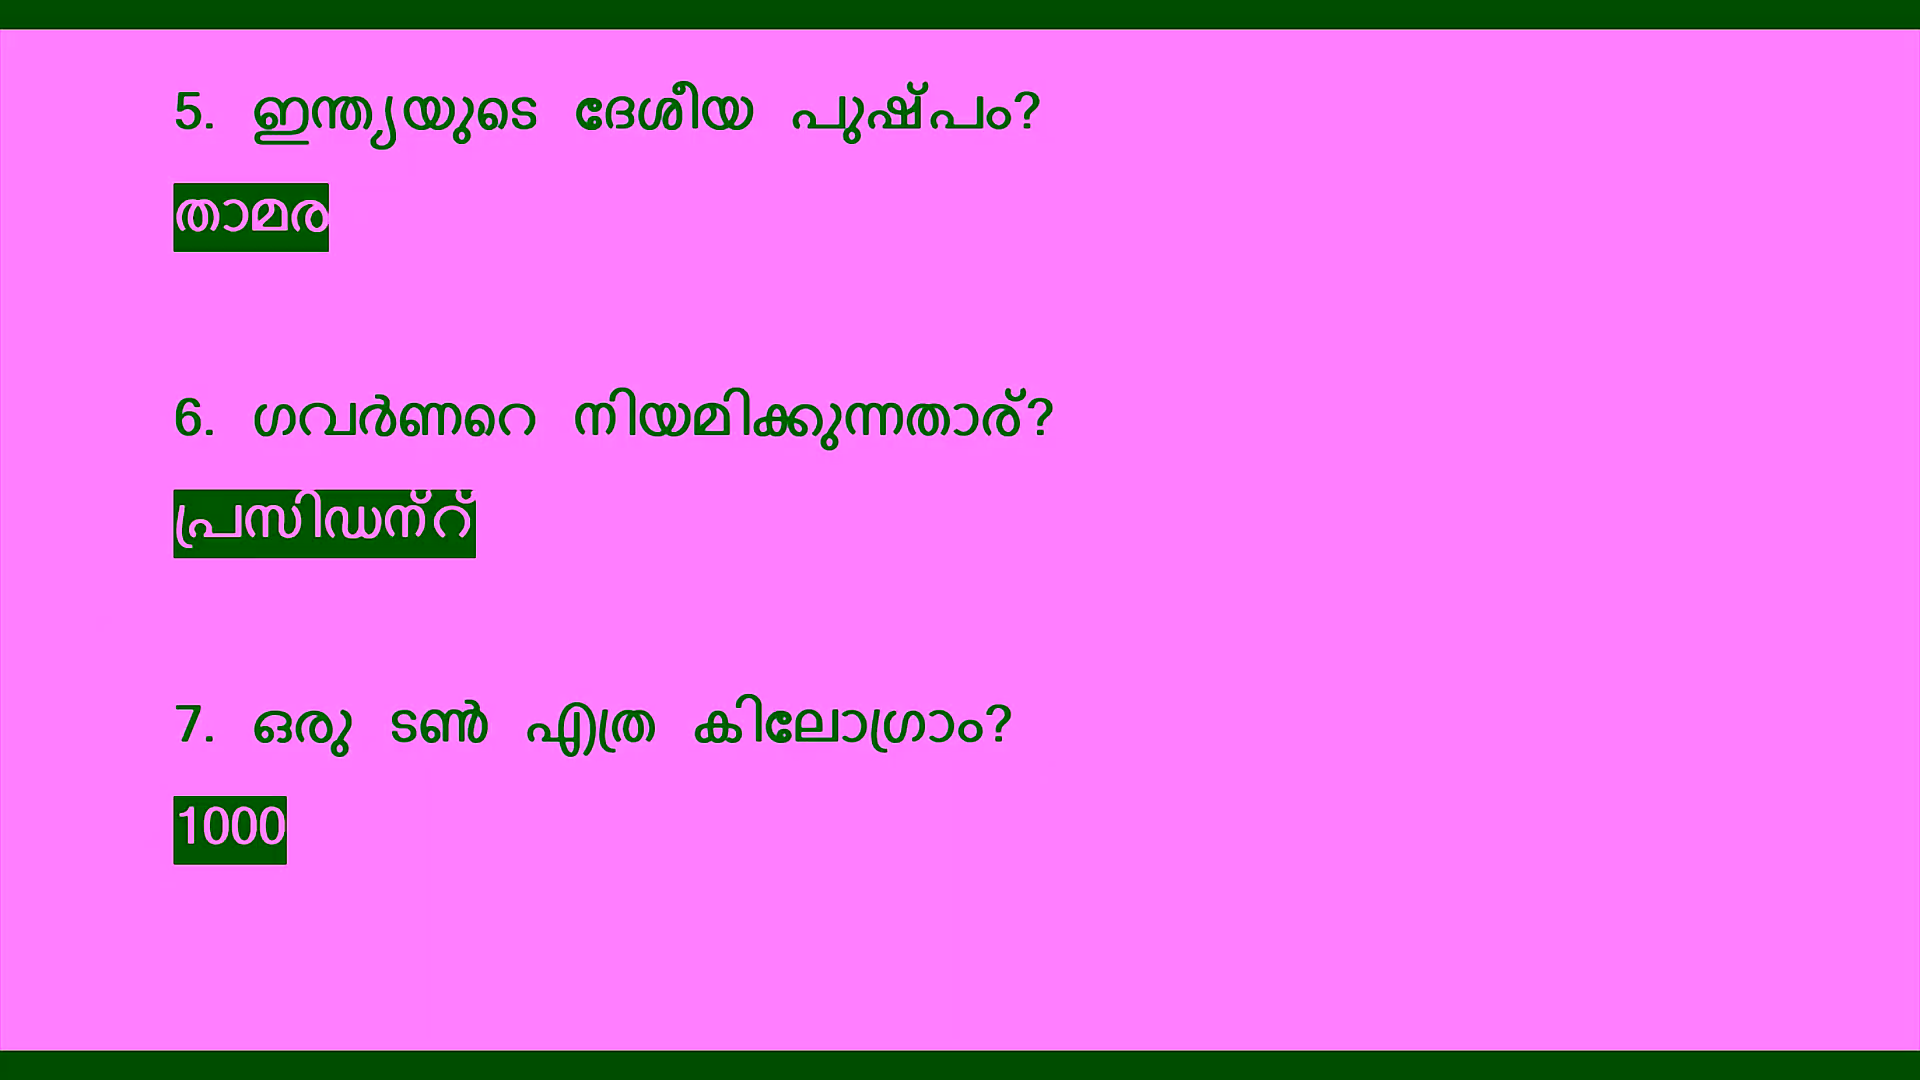 5. ഇന്ത്യയുടെ ദേശീയ പുഷ്പം?
താമര
6. ഗവർണറെ നിയമിക്കുന്നതാര്?
പ്രസിഡന്റ്
7. ഒരു ടൺ എത്ര കിലോഗ്രാം?
1000